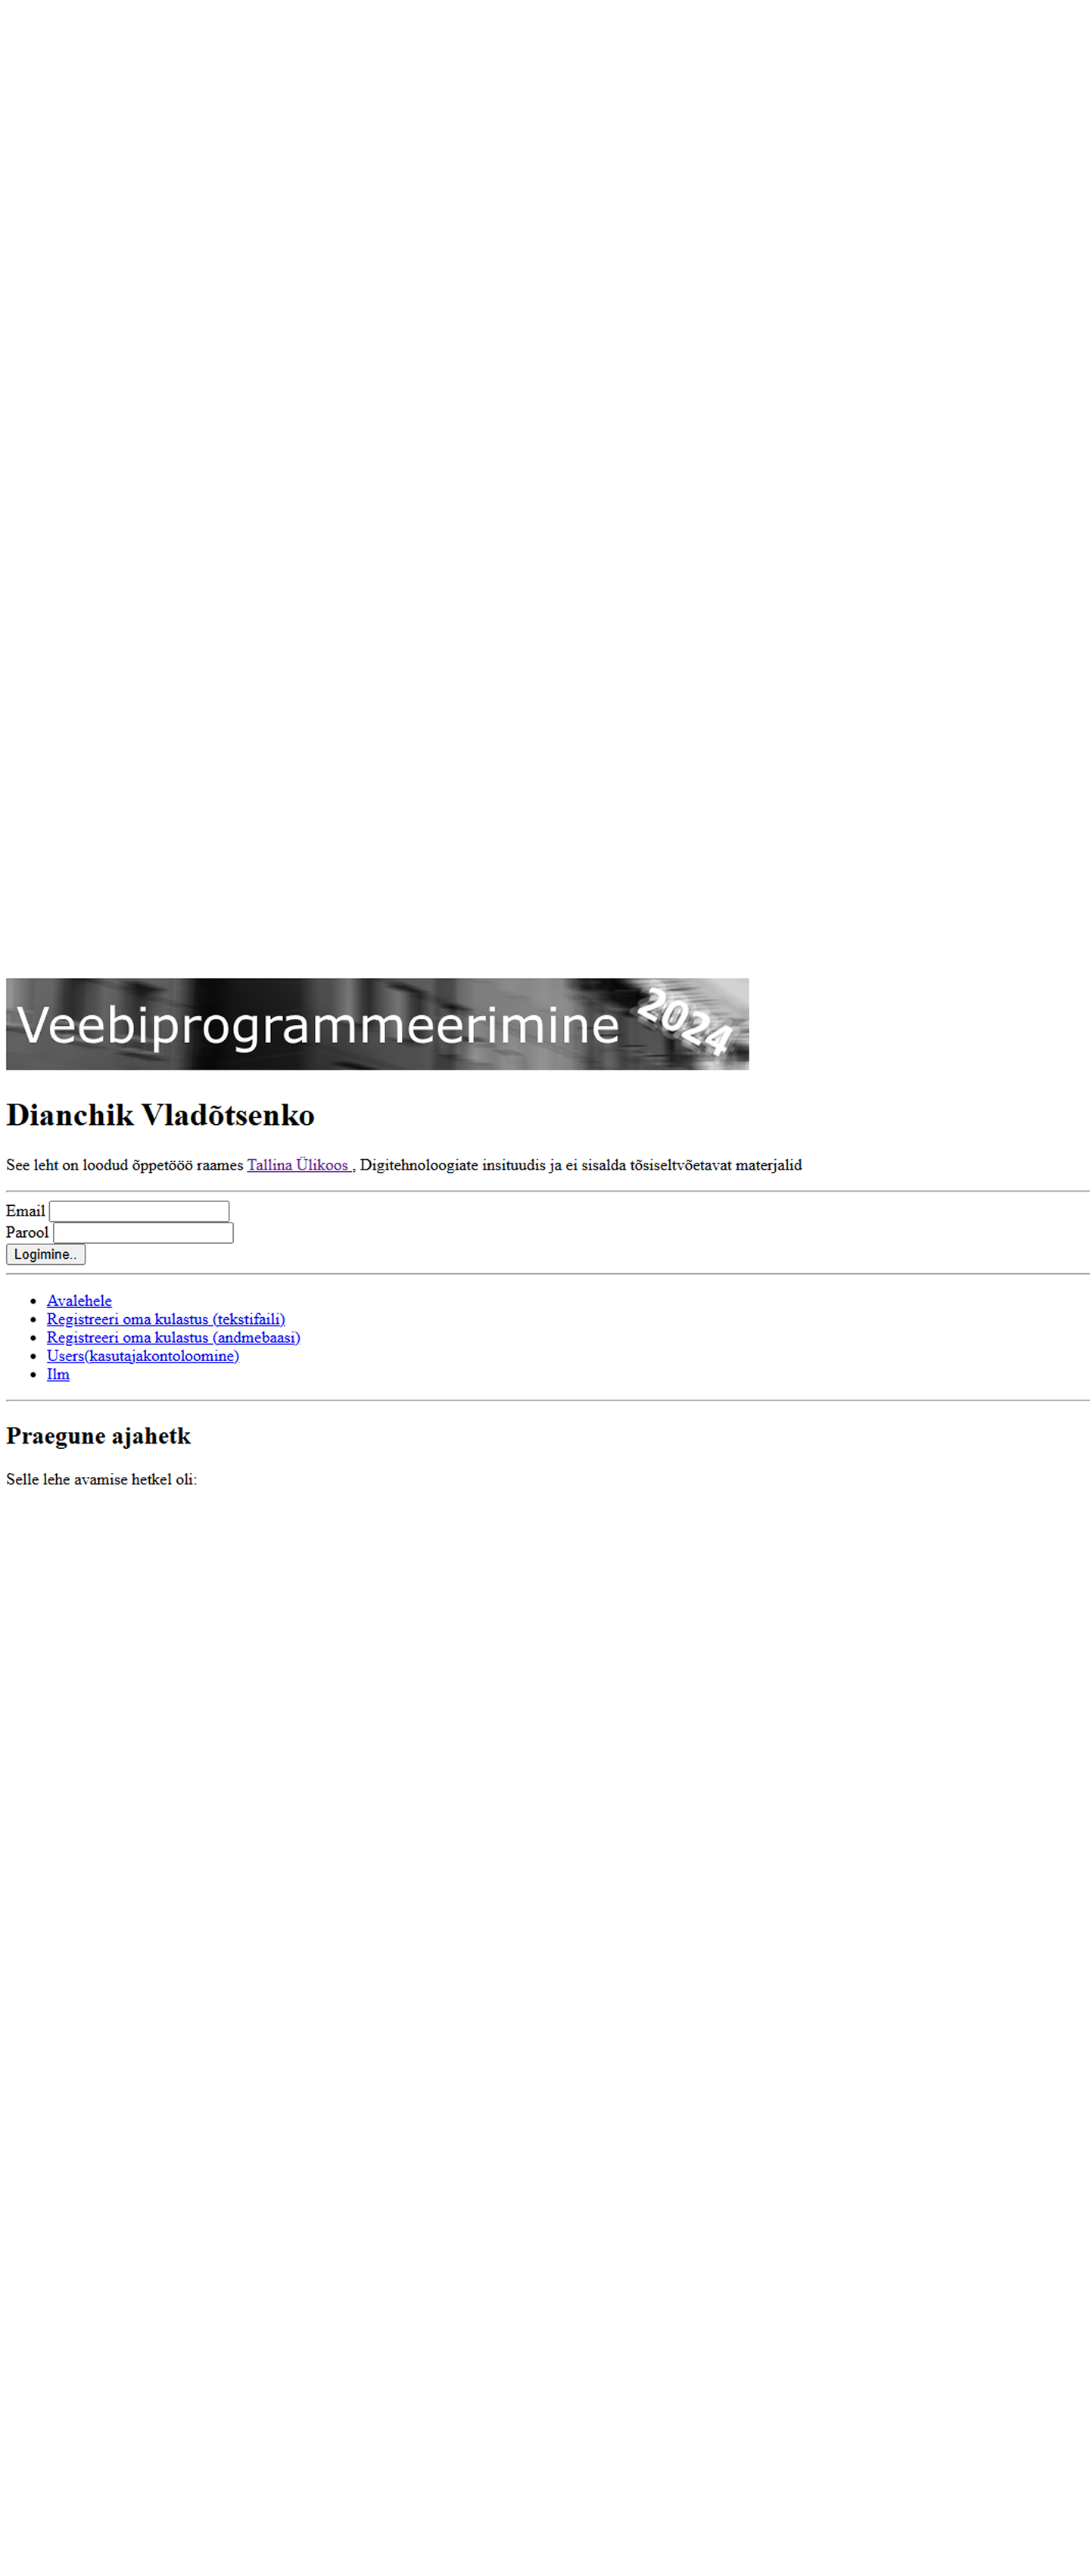 Veebiprogrammeerimine 2024
Dianchik Vladõtsenko
See leht on loodud õppetööö raames Tallina Ülikoos , Digitehnoloogiate insituudis ja ei sisalda tõsiseltvõetavat materjalid
Email
Parool
Logimine..
Avalehele
Registreeri oma kulastus (tekstifaili)
Registreeri oma kulastus (andmebaasi)
Users(kasutajakontoloomine)
Ilm
Praegune ajahetk
Selle lehe avamise hetkel oli: